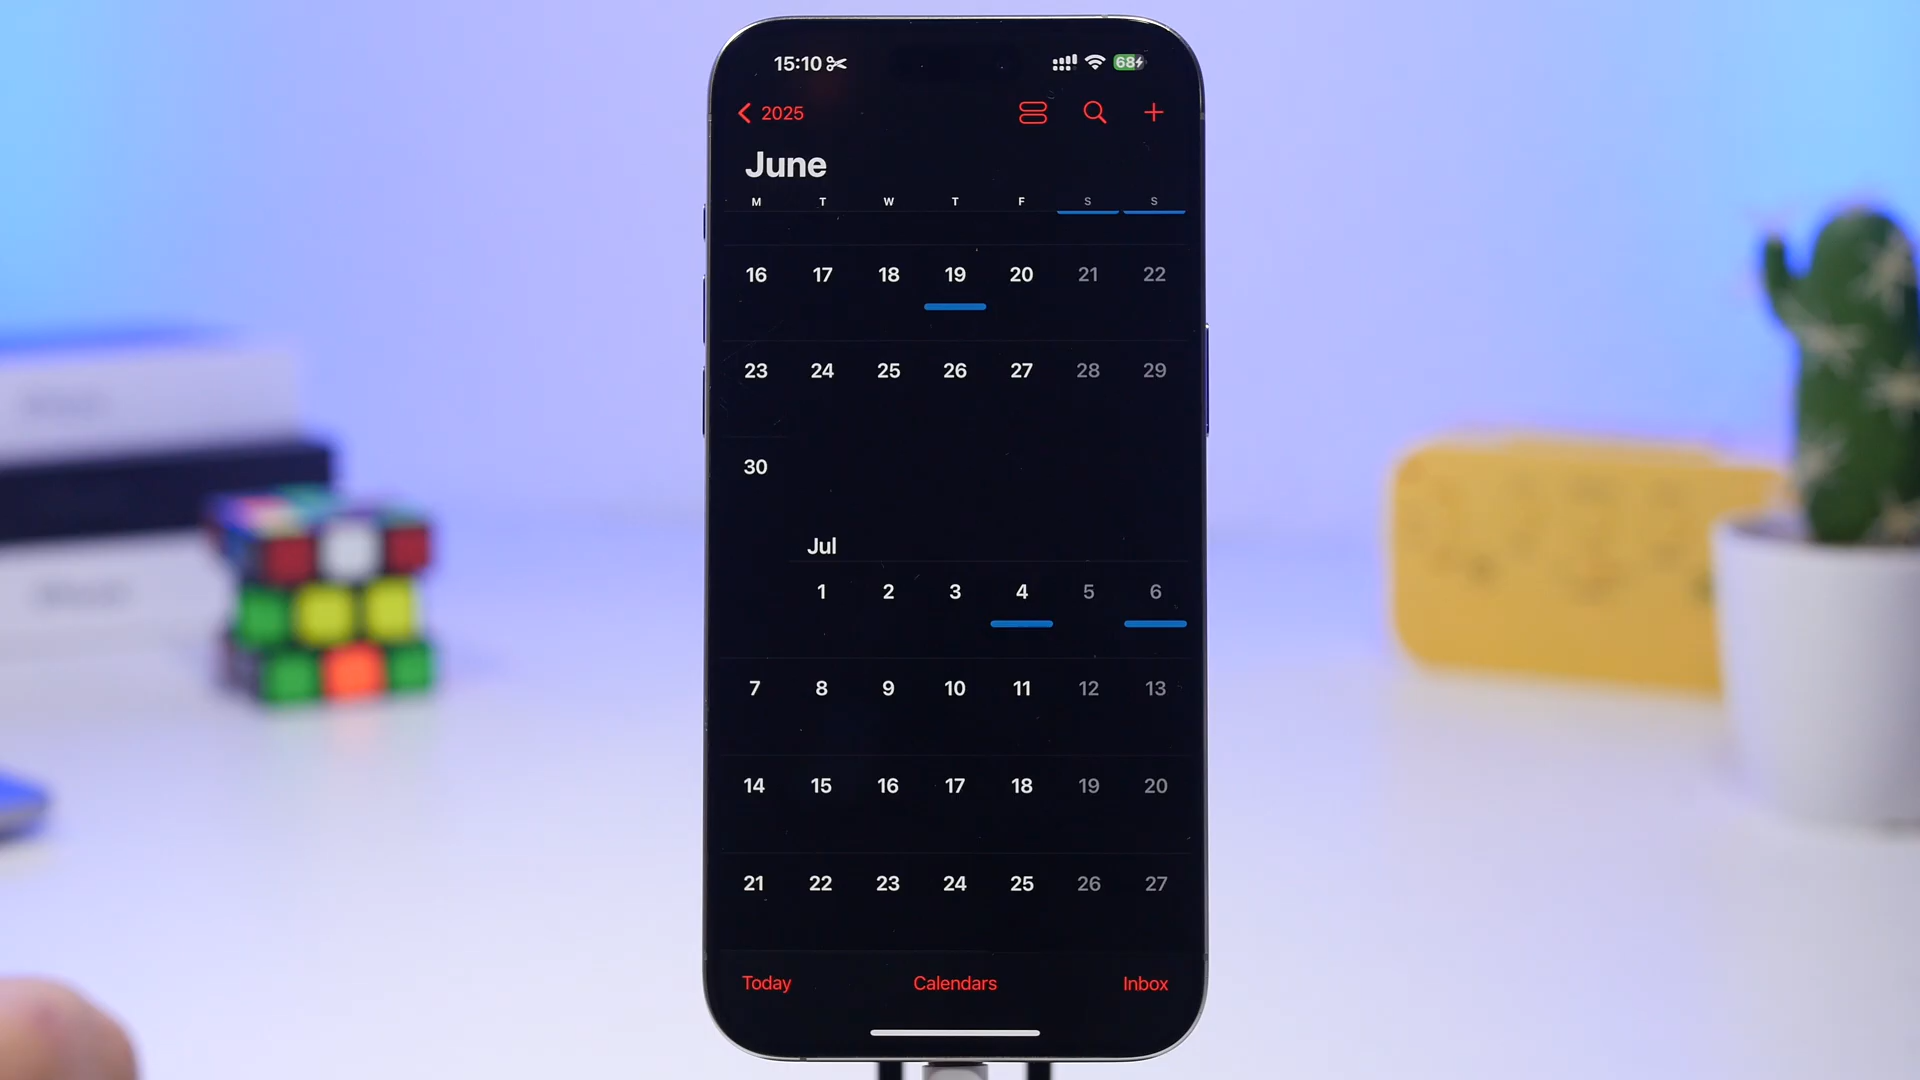 15:10 68
2025
June
M T W T F S S
16 17 18 19 20 21 22
23 24 25 26 27 28 29
30
Jul
1 2 3 4 5 6
7 8 9 10 11 12 13
14 15 16 17 18 19 20
21 22 23 24 25 26 27
Today Calendars Inbox